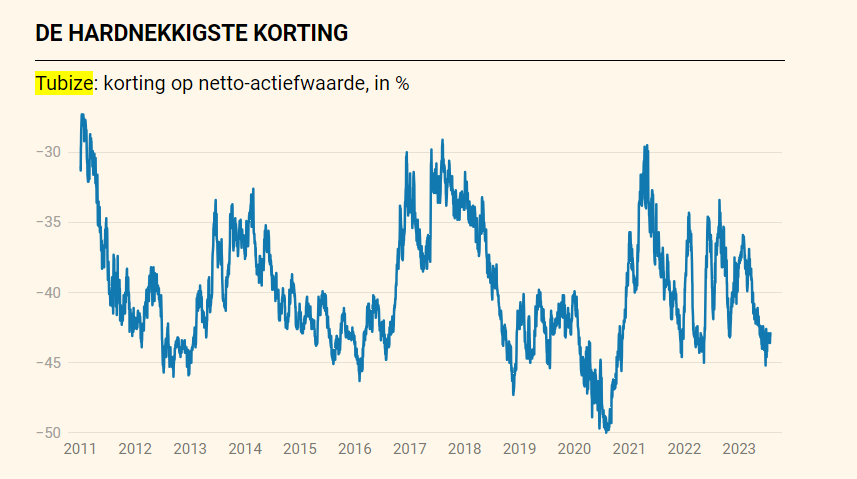 DE HARDNEKKIGSTE KORTING
Tubize: korting op netto-actiefwaarde, in %
−30
−35
−40
−45
−50
2011 2012 2013 2014 2015 2016 2017 2018 2019 2020 2021 2022 2023